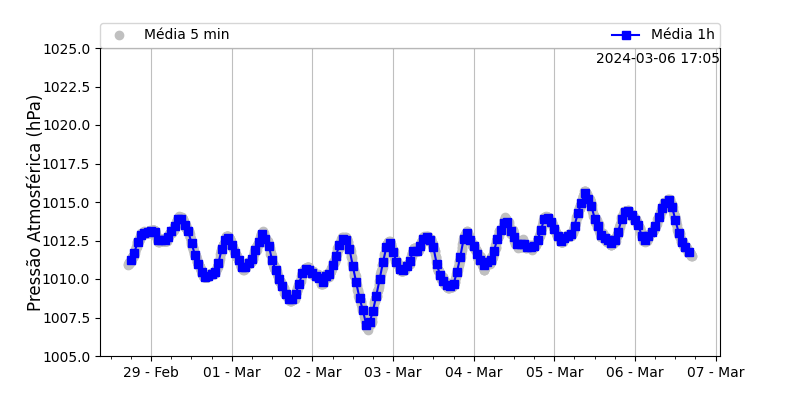 Média 5 min
Média 1h
2024-03-06 17:05
Pressão Atmosférica (hPa)
1025.0
1022.5
1020.0
1017.5
1015.0
1012.5
1010.0
1007.5
1005.0
29 - Feb
01 - Mar
02 - Mar
03 - Mar
04 - Mar
05 - Mar
06 - Mar
07 - Mar